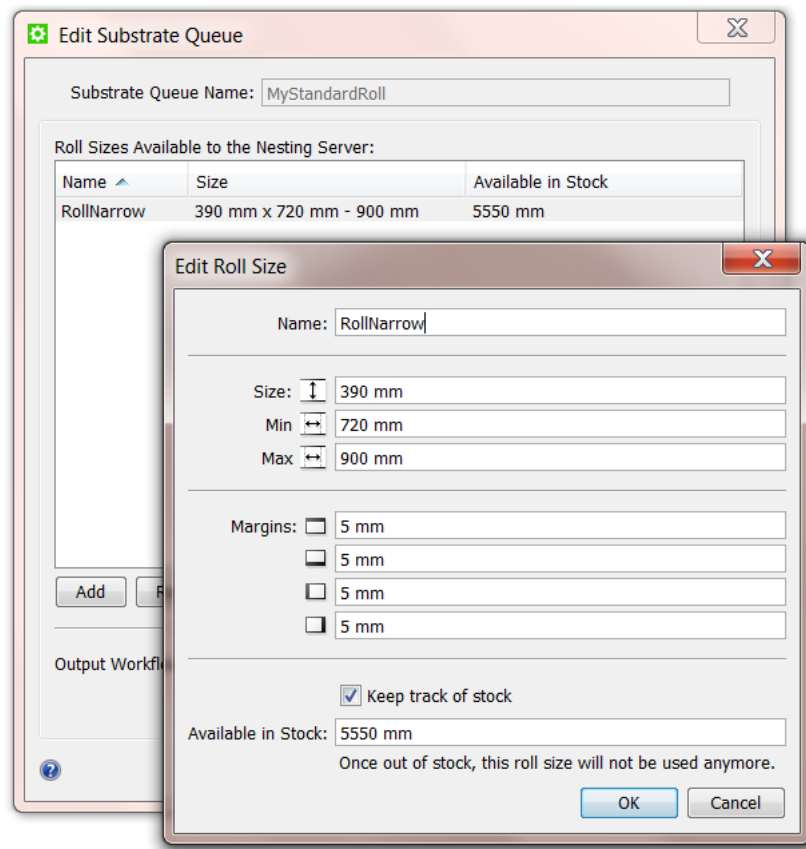 Edit Substrate Queue
Substrate Queue Name: MyStandardRoll
Roll Sizes Available to the Nesting Server:
Name Size Available in Stock
RollNarrow 390 mm x 720 mm - 900 mm 5550 mm
Edit Roll Size
Name: RollNarrow
Size: 390 mm
Min 720 mm
Max 900 mm
Margins: 5 mm
5 mm
5 mm
5 mm
Add
Output
Keep track of stock
Available in Stock: 5550 mm
Once out of stock, this roll size will not be used anymore.
OK Cancel